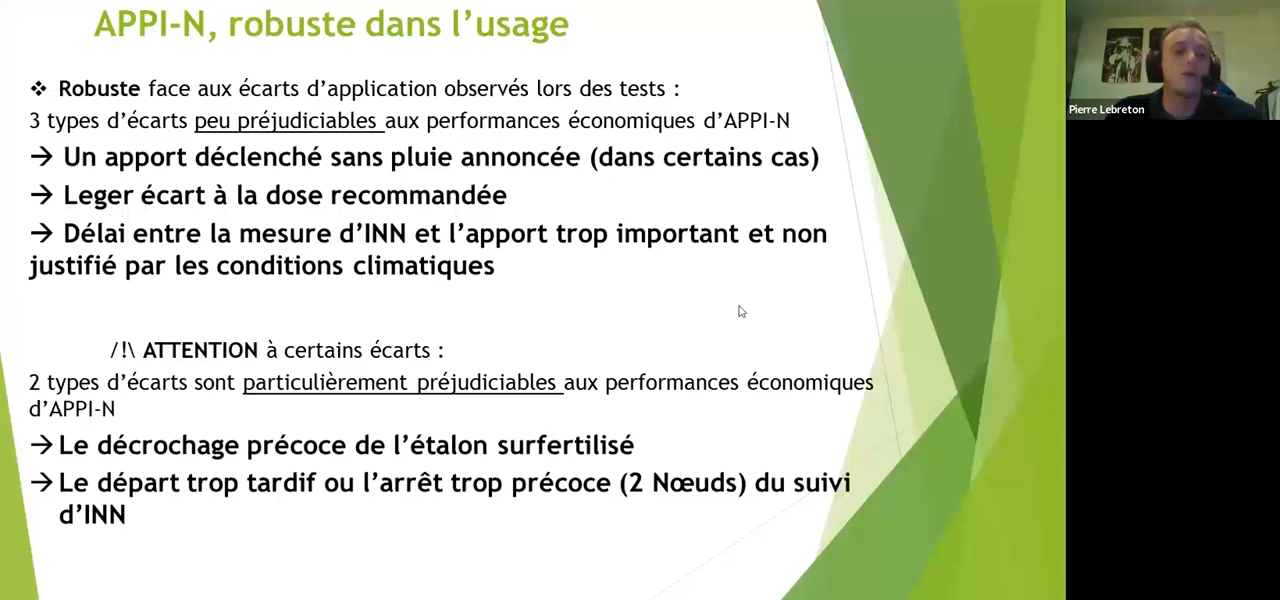 APPI-N, robuste dans l’usage
❖ Robuste face aux écarts d’application observés lors des tests :
3 types d’écarts peu préjudiciables aux performances économiques d’APPI-N
→ Un apport déclenché sans pluie annoncée (dans certains cas)
→ Leger écart à la dose recommandée
→ Délai entre la mesure d’INN et l’apport trop important et non
justifié par les conditions climatiques
/!\ ATTENTION à certains écarts :
2 types d’écarts sont particulièrement préjudiciables aux performances économiques
d’APPI-N
→ Le décrochage précoce de l’étalon surfertilisé
→ Le départ trop tardif ou l’arrêt trop précoce (2 Nœuds) du suivi
d’INN
Pierre Lebreton